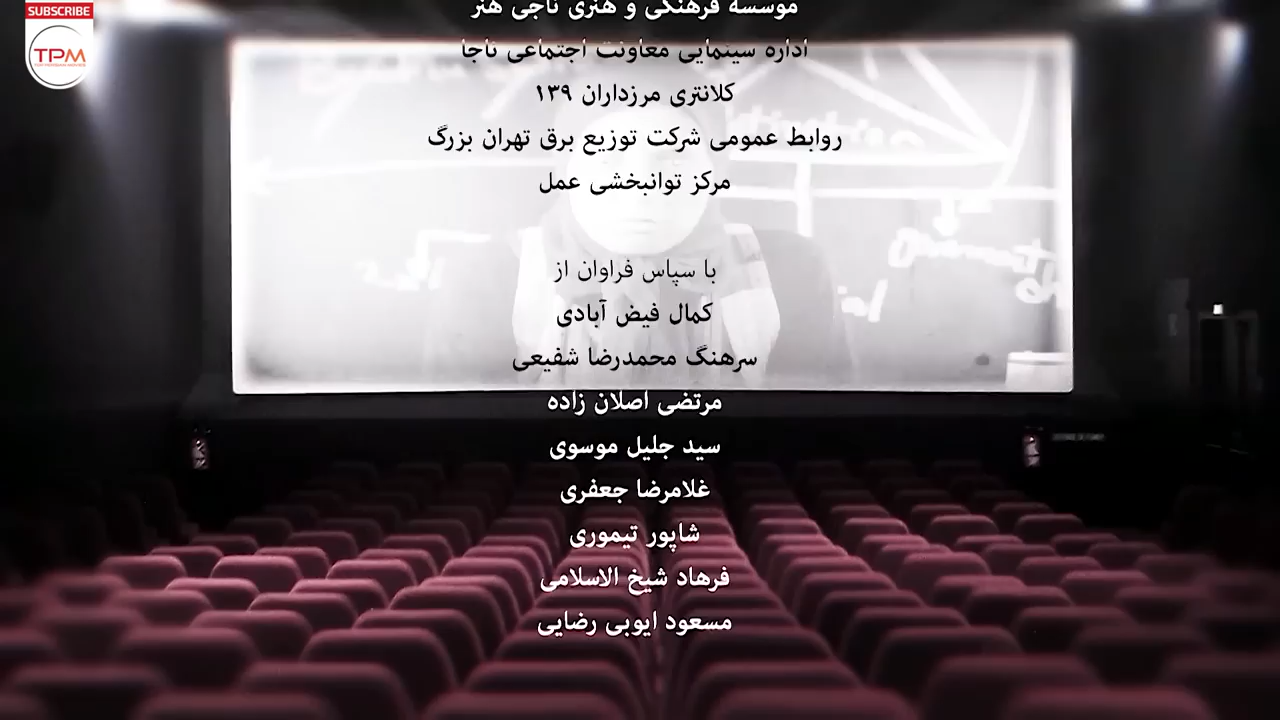 SUBSCRIBE
TPM
موسسه فرهنگی و هنری ناجی هنر
اداره سینمایی معاونت اجتماعی ناجا
کلانتری مرزداران ۱۳۹
روابط عمومی شرکت توزیع برق تهران بزرگ
مرکز توانبخشی عمل
با سپاس فراوان از
کمال فیض آبادی
سرهنگ محمدرضا شفیعی
مرتضی اصلان زاده
سید جلیل موسوی
غلامرضا جعفری
شاپور تیموری
فرهاد شیخ الاسلامی
مسعود ایوبی رضایی